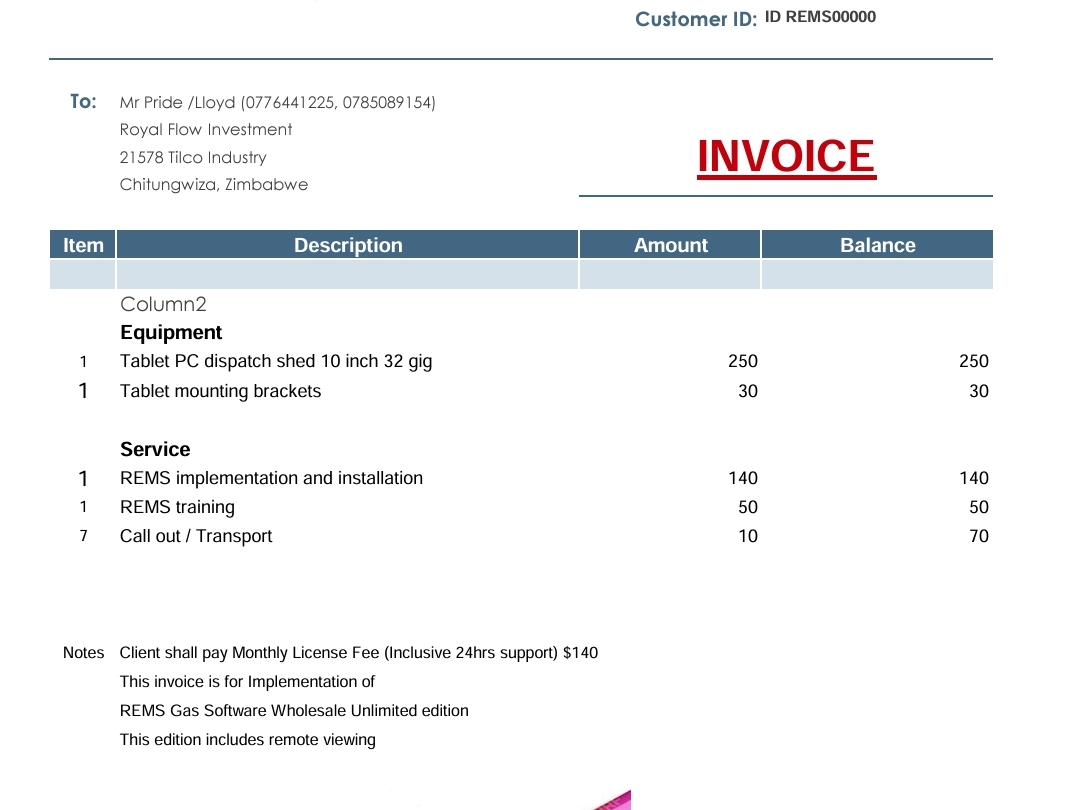 Customer ID: ID REMS00000
To: Mr Pride /Lloyd (0776441225, 0785089154)
Royal Flow Investment
21578 Tilco Industry
Chitungwiza, Zimbabwe
INVOICE
Item Description Amount Balance
Column2
Equipment
1 Tablet PC dispatch shed 10 inch 32 gig 250 250
1 Tablet mounting brackets 30 30
Service
1 REMS implementation and installation 140 140
1 REMS training 50 50
7 Call out / Transport 10 70
Notes Client shall pay Monthly License Fee (Inclusive 24hrs support) $140
This invoice is for Implementation of
REMS Gas Software Wholesale Unlimited edition
This edition includes remote viewing